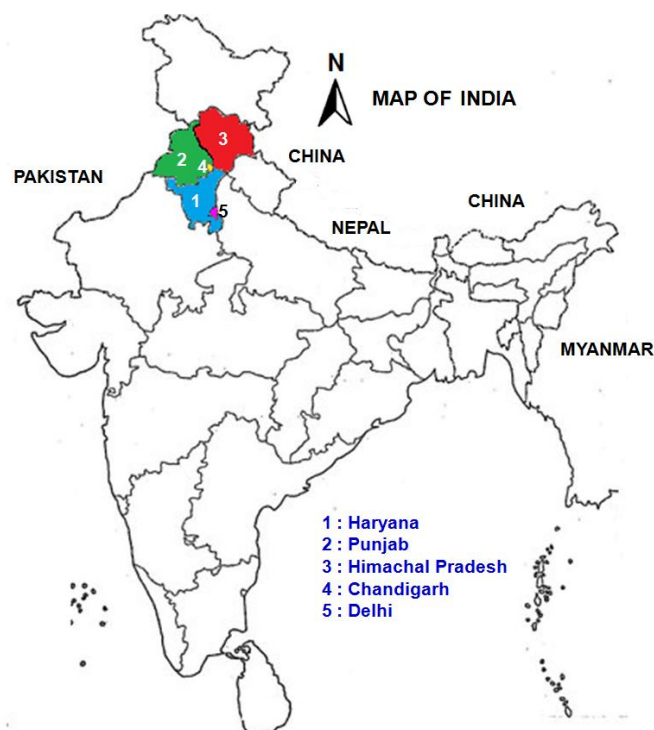 N
MAP OF INDIA
3
2
CHINA
4
PAKISTAN
1
CHINA
5
NEPAL
MYANMAR
1 : Haryana
2 : Punjab
3 : Himachal Pradesh
4 : Chandigarh
5 : Delhi